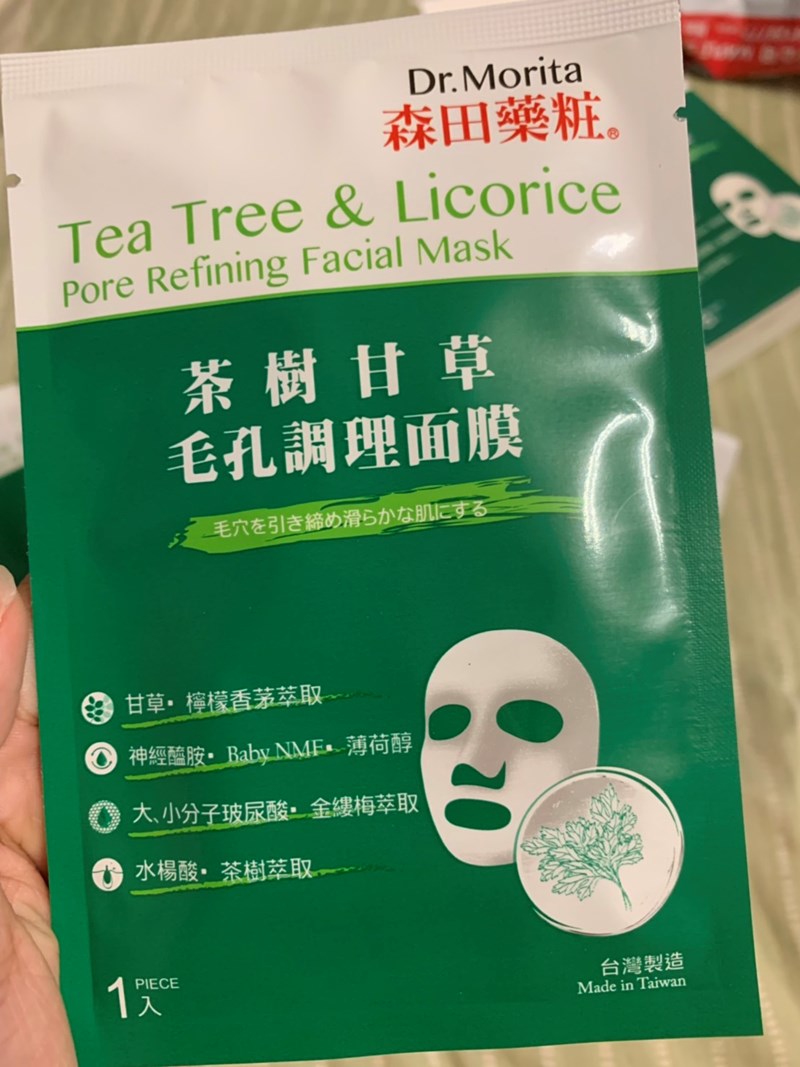 Dr.Morita
森田藥粧®
Tea Tree & Licorice
Pore Refining Facial Mask
茶樹甘草
毛孔調理面膜
毛穴を引き締め滑らかな肌にする
甘草▪ 檸檬香茅萃取
神經醯胺▪ Baby NMF▪ 薄荷醇
大、小分子玻尿酸▪ 金縷梅萃取
水楊酸▪ 茶樹萃取
1 PIECE
入
台灣製造
Made in Taiwan